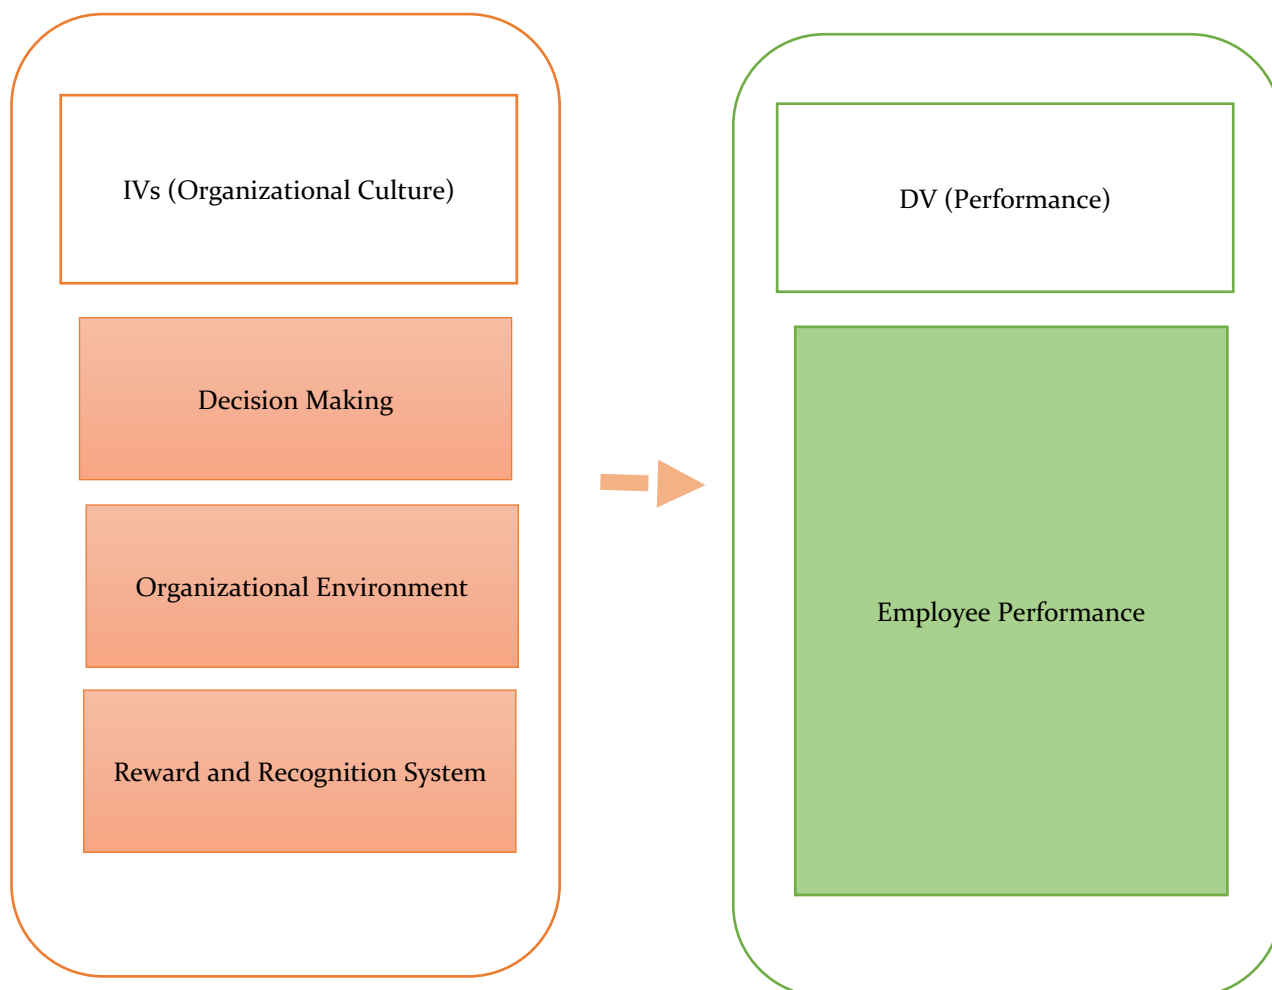 IVs (Organizational Culture)
Decision Making
Organizational Environment
Reward and Recognition System
DV (Performance)
Employee Performance